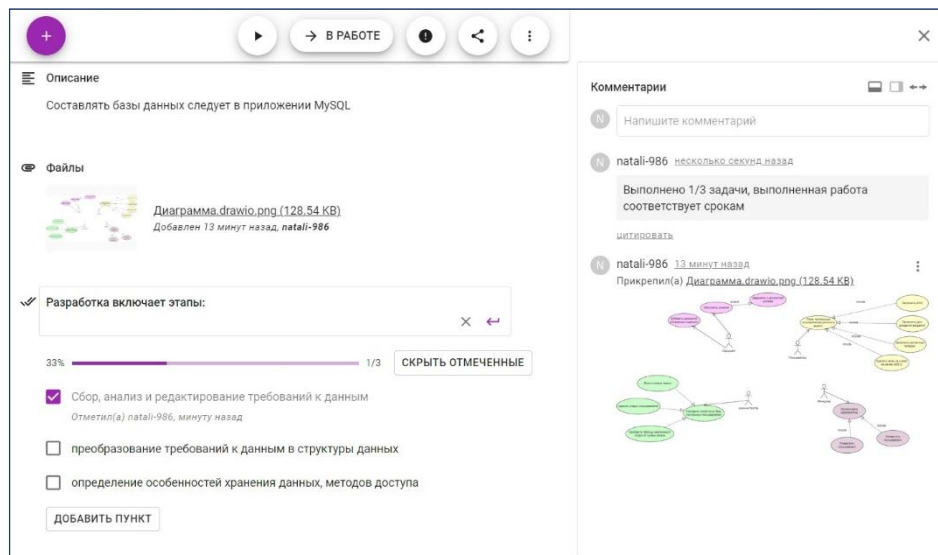 → В РАБОТЕ
Описание
Составлять базы данных следует в приложении MySQL
Файлы
Диаграмма.drawio.png (128.54 KB)
Добавлен 13 минут назад, natali-986
Разработка включает этапы:
33%
1/3
СКРЫТЬ ОТМЕЧЕННЫЕ
Сбор, анализ и редактирование требований к данным
Отметил(а) natali-986, минуту назад
преобразование требований к данным в структуры данных
определение особенностей хранения данных, методов доступа
ДОБАВИТЬ ПУНКТ
Комментарии
N
Напишите комментарий
N
natali-986 несколько секунд назад
Выполнено 1/3 задачи, выполненная работа
соответствует срокам
цитировать
N
natali-986 13 минут назад
Прикрепил(а) Диаграмма.drawio.png (128.54 KB)